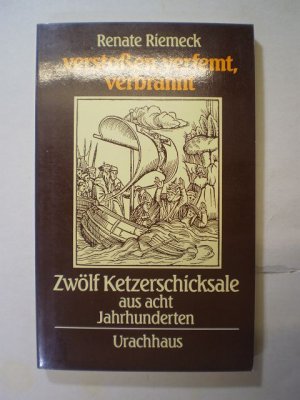 Renate Riemeck
verstoßen, verfemt,
verbrannt
Zwölf Ketzerschicksale
aus acht
Jahrhunderten
Urachhaus